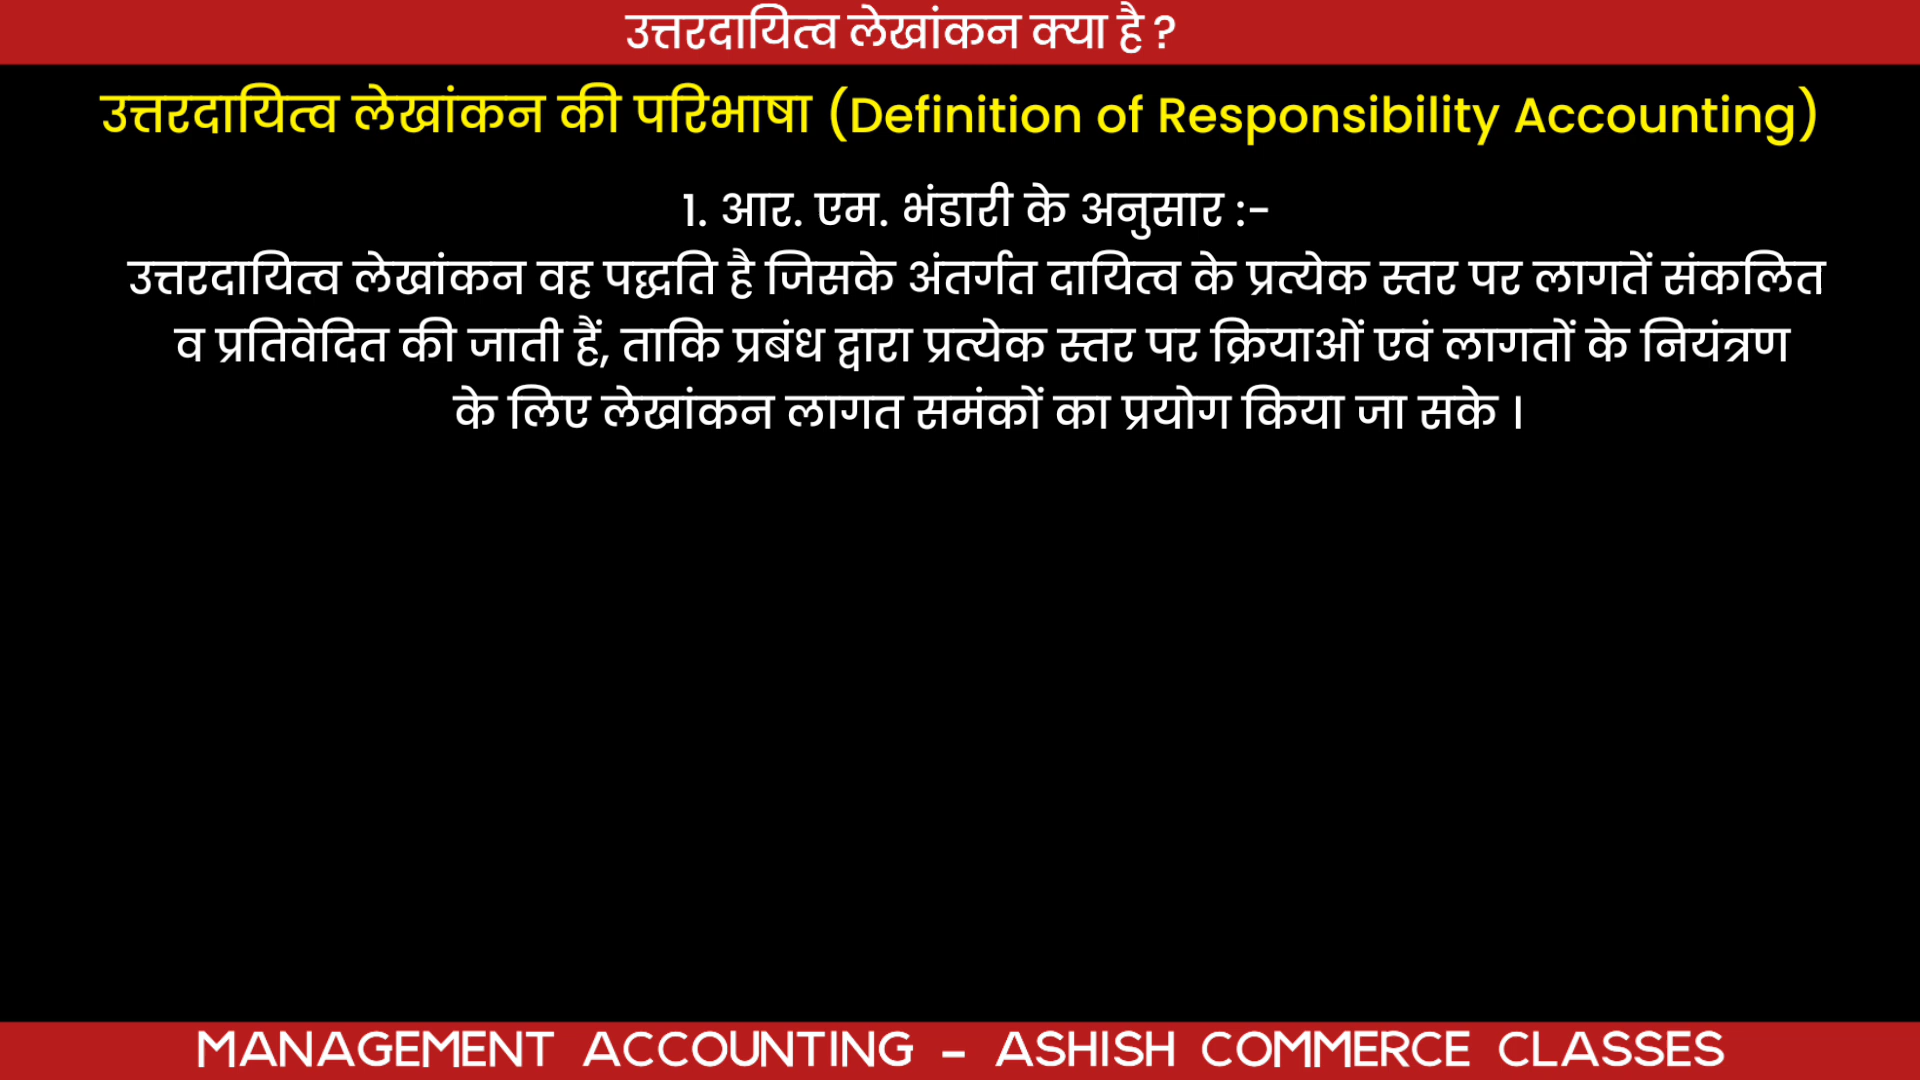 उत्तरदायित्व लेखांकन क्या है ?
उत्तरदायित्व लेखांकन की परिभाषा (Definition of Responsibility Accounting)
1. आर. एम. भंडारी के अनुसार :-
उत्तरदायित्व लेखांकन वह पद्धति है जिसके अंतर्गत दायित्व के प्रत्येक स्तर पर लागतें संकलित
व प्रतिवेदित की जाती हैं, ताकि प्रबंध द्वारा प्रत्येक स्तर पर क्रियाओं एवं लागतों के नियंत्रण
के लिए लेखांकन लागत समंकों का प्रयोग किया जा सके ।
MANAGEMENT ACCOUNTING - ASHISH COMMERCE CLASSES